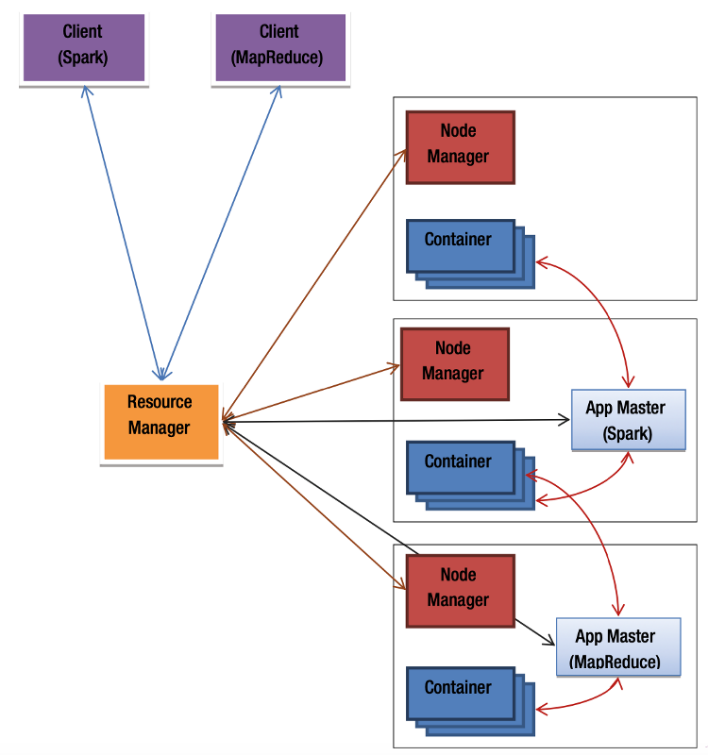 Client
(Spark)
Client
(MapReduce)
Node
Manager
Container
Node
Manager
Resource
Manager
App Master
(Spark)
Container
Node
Manager
App Master
(MapReduce)
Container